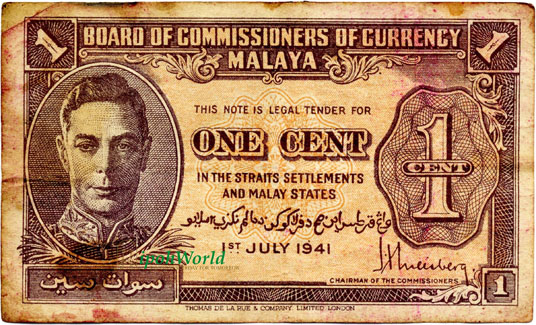 1
BOARD OF COMMISSIONERS OF CURRENCY
1
MALAYA
THIS NOTE IS LEGAL TENDER FOR
ONE CENT
1
CENT
IN THE STRAITS SETTLEMENTS
AND MALAY STATES
1ST JULY 1941
ipohWorld
CHAIRMAN OF THE COMMISSIONERS
سوات سين
1
THOMAS DE LA RUE & COMPANY, LIMITED, LONDON